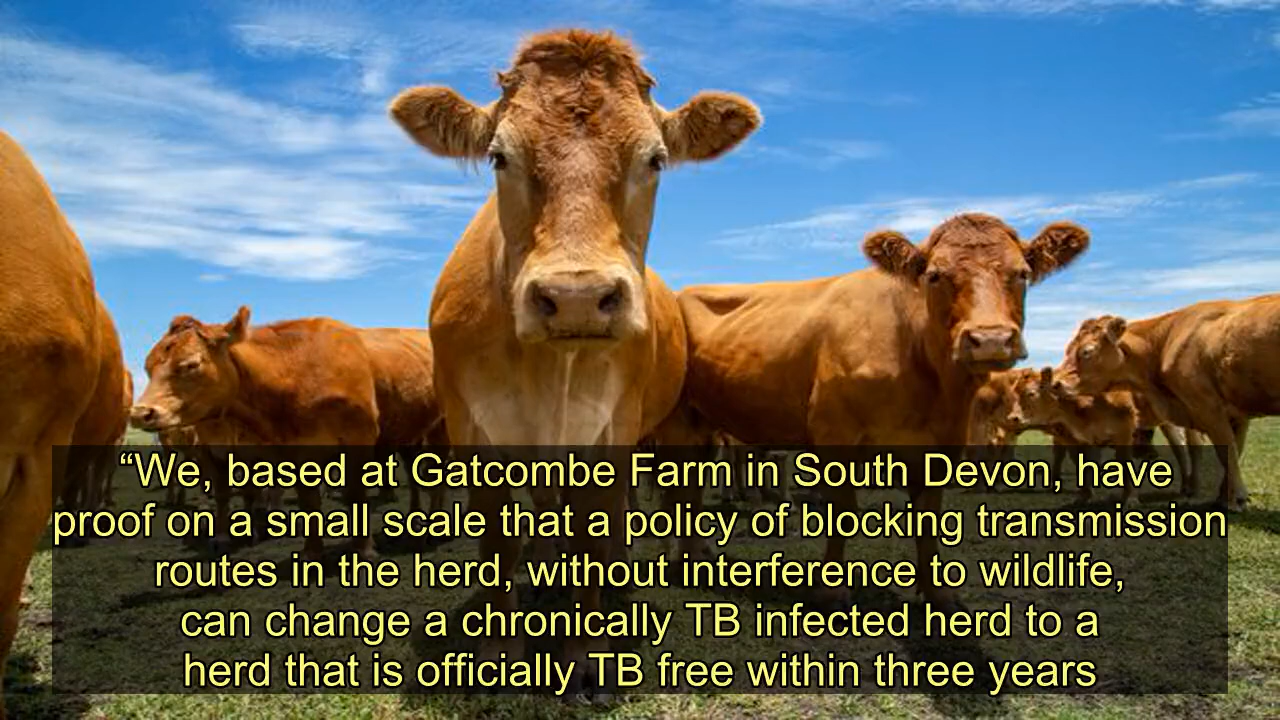 “We, based at Gatcombe Farm in South Devon, have
proof on a small scale that a policy of blocking transmission
routes in the herd, without interference to wildlife,
can change a chronically TB infected herd to a
herd that is officially TB free within three years